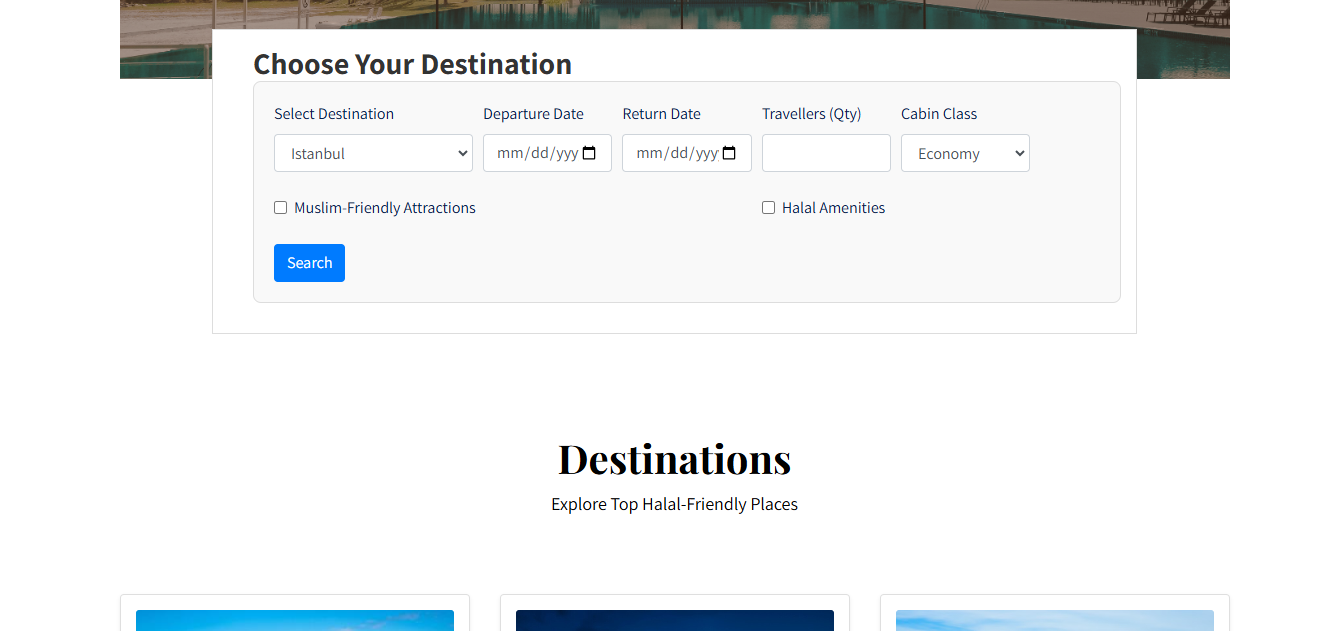 Choose Your Destination
Select Destination Departure Date Return Date Travellers (Qty) Cabin Class
Istanbul mm/dd/yyy mm/dd/yyy Economy
Muslim-Friendly Attractions Halal Amenities
Search
Destinations
Explore Top Halal-Friendly Places